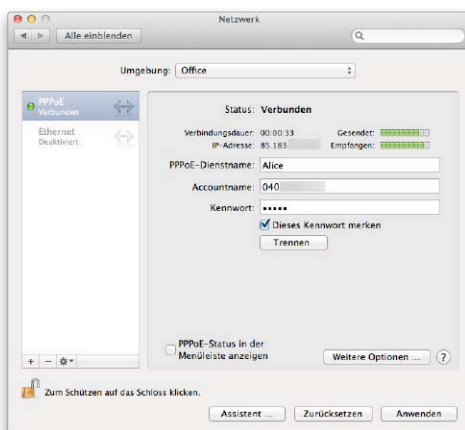 Netzwerk
Alle einblenden
Umgebung: Office
PPPoE
Verbunden
Ethernet
Deaktiviert
Status: Verbunden
Verbindungsdauer: 00:00:33 Gesendet:
IP-Adresse: 85.183 Empfangen:
PPPoE-Dienstname: Alice
Accountname: 040
Kennwort: •••••
Dieses Kennwort merken
Trennen
PPPoE-Status in der
Menüleiste anzeigen
Weitere Optionen ... ?
+ −
Zum Schützen auf das Schloss klicken.
Assistent ... Zurücksetzen Anwenden